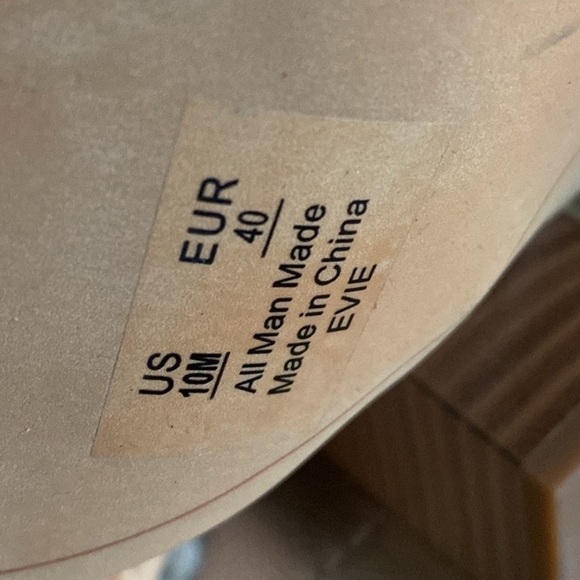 US EUR
10M 40
All Man Made
Made in China
EVIE